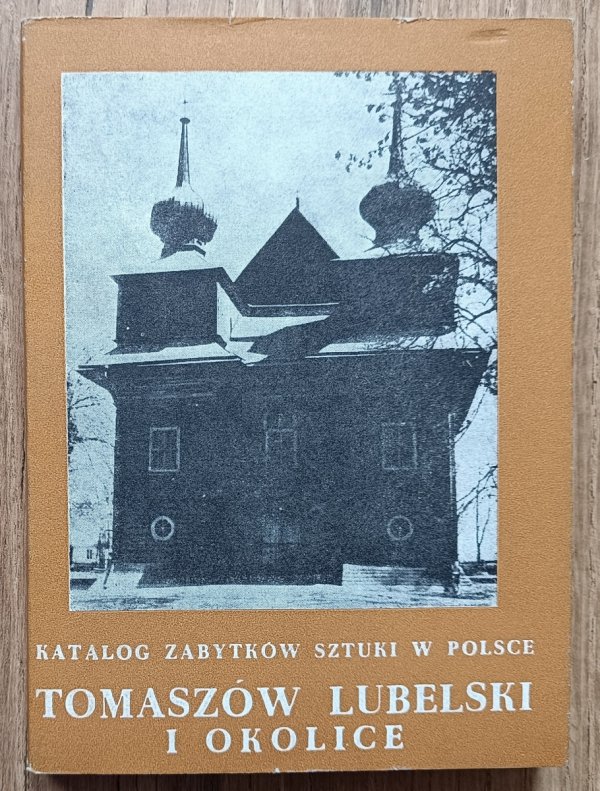 KATALOG ZABYTKÓW SZTUKI W POLSCE
TOMASZÓW LUBELSKI
I OKOLICE